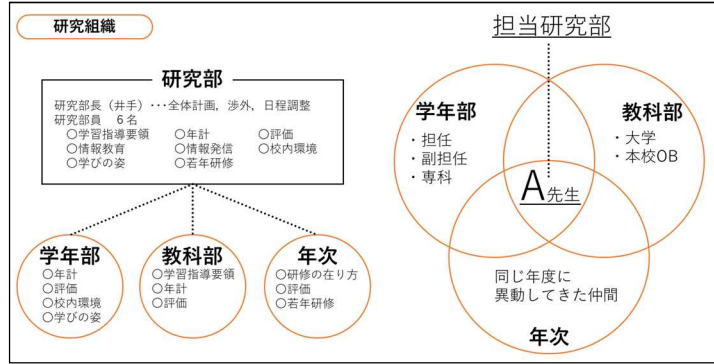 研究組織
研究部
研究部長（井手）・・・全体計画，渉外，日程調整
研究部員　６名
○学習指導要領　○年計　○評価
○情報教育　○情報発信　○校内環境
○学びの姿　○若年研修
学年部
○年計
○評価
○校内環境
○学びの姿
教科部
○学習指導要領
○年計
○評価
年次
○研修の在り方
○評価
○若年研修
担当研究部
学年部
・担任
・副担任
・専科
教科部
・大学
・本校OB
A先生
同じ年度に
異動してきた仲間
年次